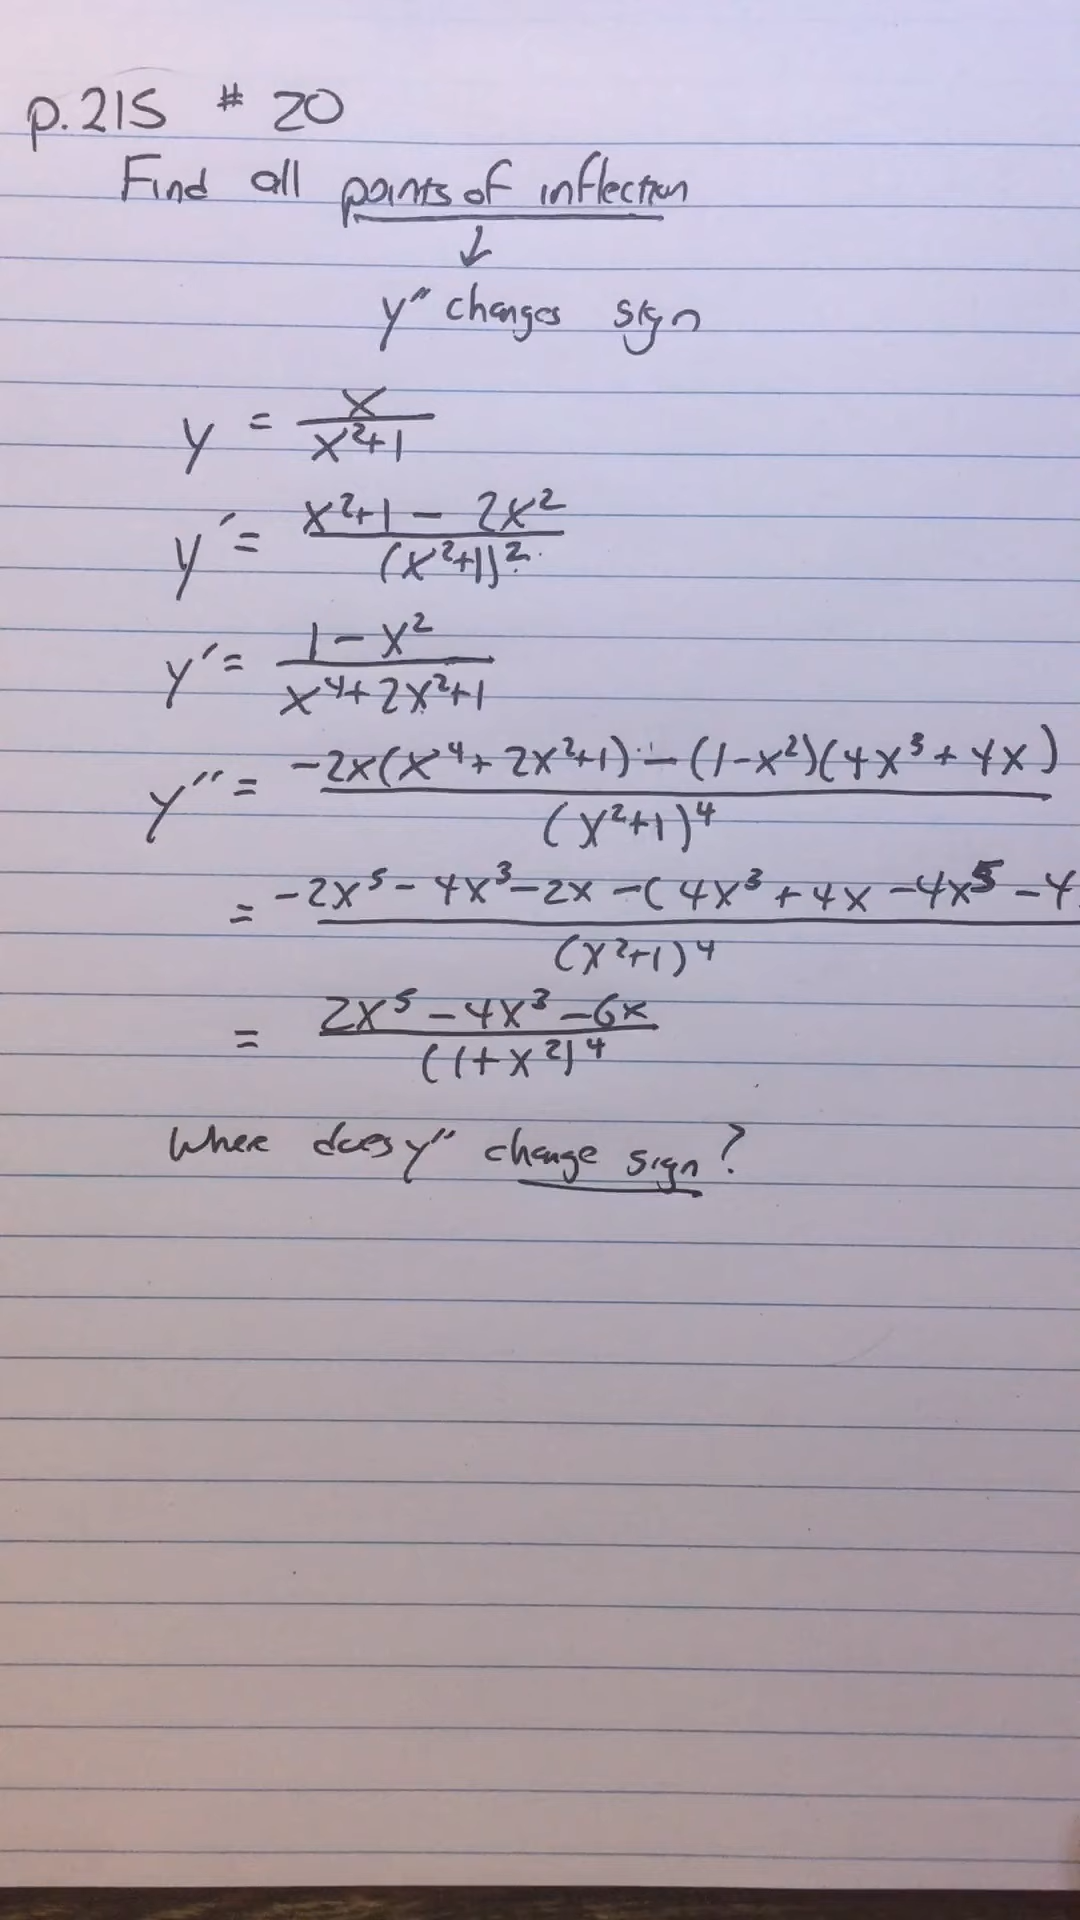 p.215 # 20
Find all points of inflection
↓
y" changes sign
y = x/(x²+1)
y' = (x²+1 - 2x²)/(x²+1)²
y' = (1-x²)/(x⁴+2x²+1)
y'' = (-2x(x⁴+2x²+1) - (1-x²)(4x³+4x))/(x²+1)⁴
= (-2x⁵ - 4x³ - 2x - (4x³ + 4x - 4x⁵ - 4)/(x²+1)⁴
= (2x⁵ - 4x³ - 6x)/(1+x²)⁴
Where does y" change sign?